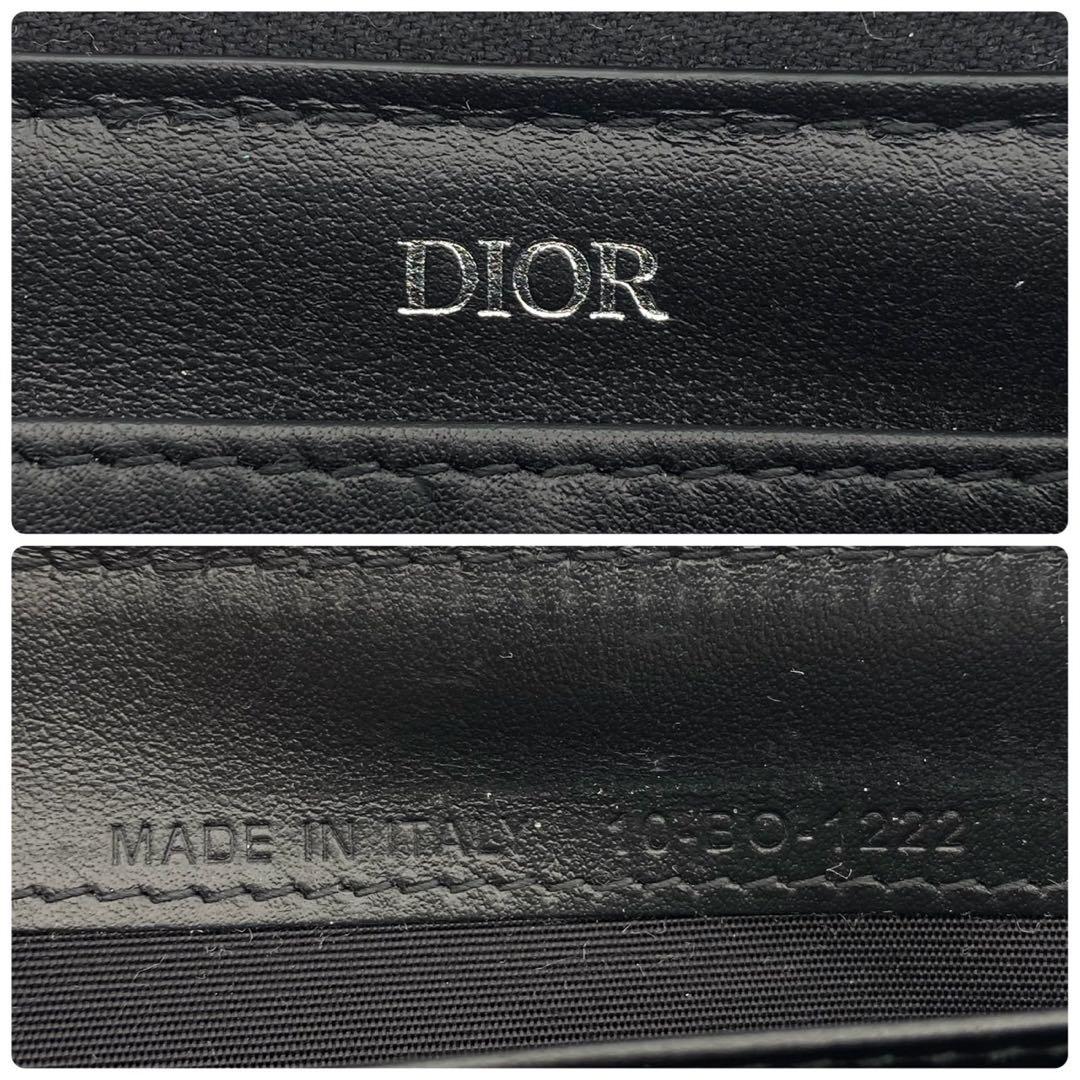 DIOR
MADE IN ITALY 10-BO-1222